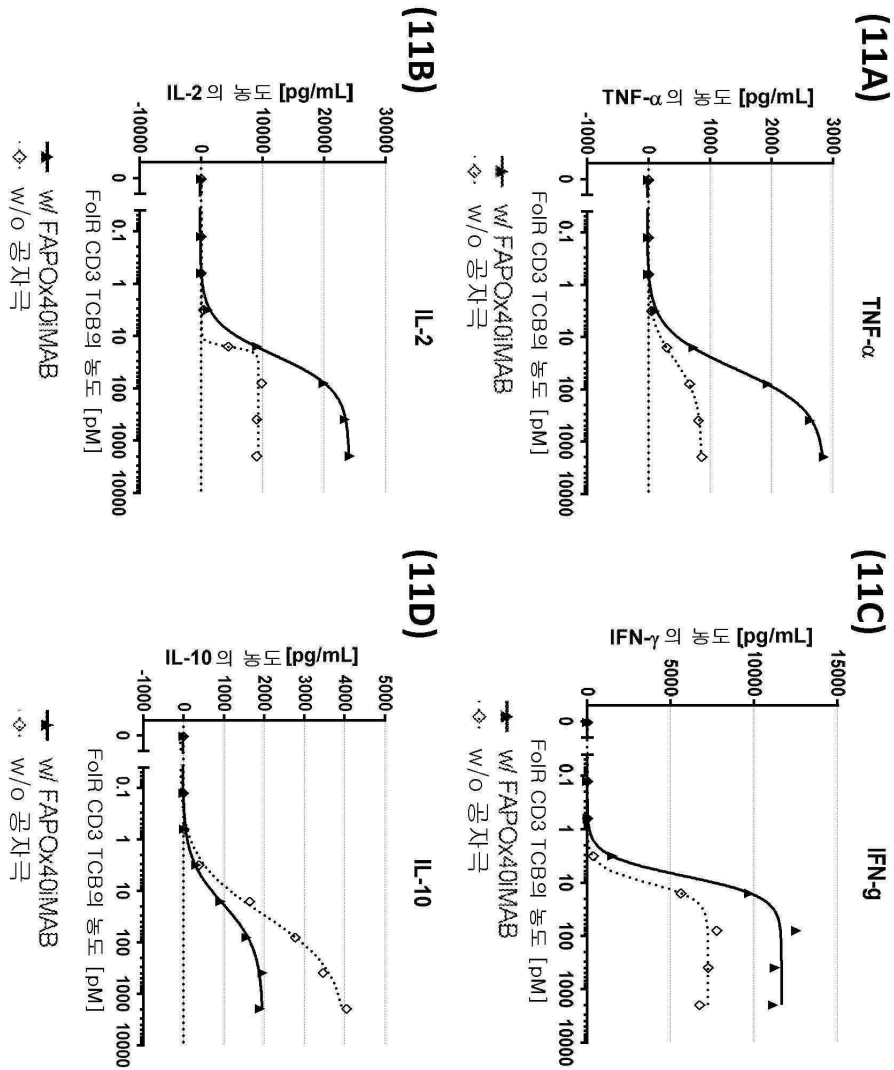 (11A)
TNF-α
TNF-α 의 농도 [pg/mL]
3000
2000
1000
0
-1000
0 0.1 1 10 100 1000 10000
FolR CD3 TCB의 농도 [pM]
w/ FAPOx40iMAB
w/o 공자극
(11B)
IL-2
IL-2 의 농도 [pg/mL]
30000
20000
10000
0
-10000
0 0.1 1 10 100 1000 10000
FolR CD3 TCB의 농도 [pM]
w/ FAPOx40iMAB
w/o 공자극
(11C)
IFN-g
IFN-γ 의 농도 [pg/mL]
15000
10000
5000
0
0 0.1 1 10 100 1000 10000
FolR CD3 TCB의 농도 [pM]
w/ FAPOx40iMAB
w/o 공자극
(11D)
IL-10
IL-10 의 농도 [pg/mL]
5000
4000
3000
2000
1000
0
-1000
0 0.1 1 10 100 1000 10000
FolR CD3 TCB의 농도 [pM]
w/ FAPOx40iMAB
w/o 공자극